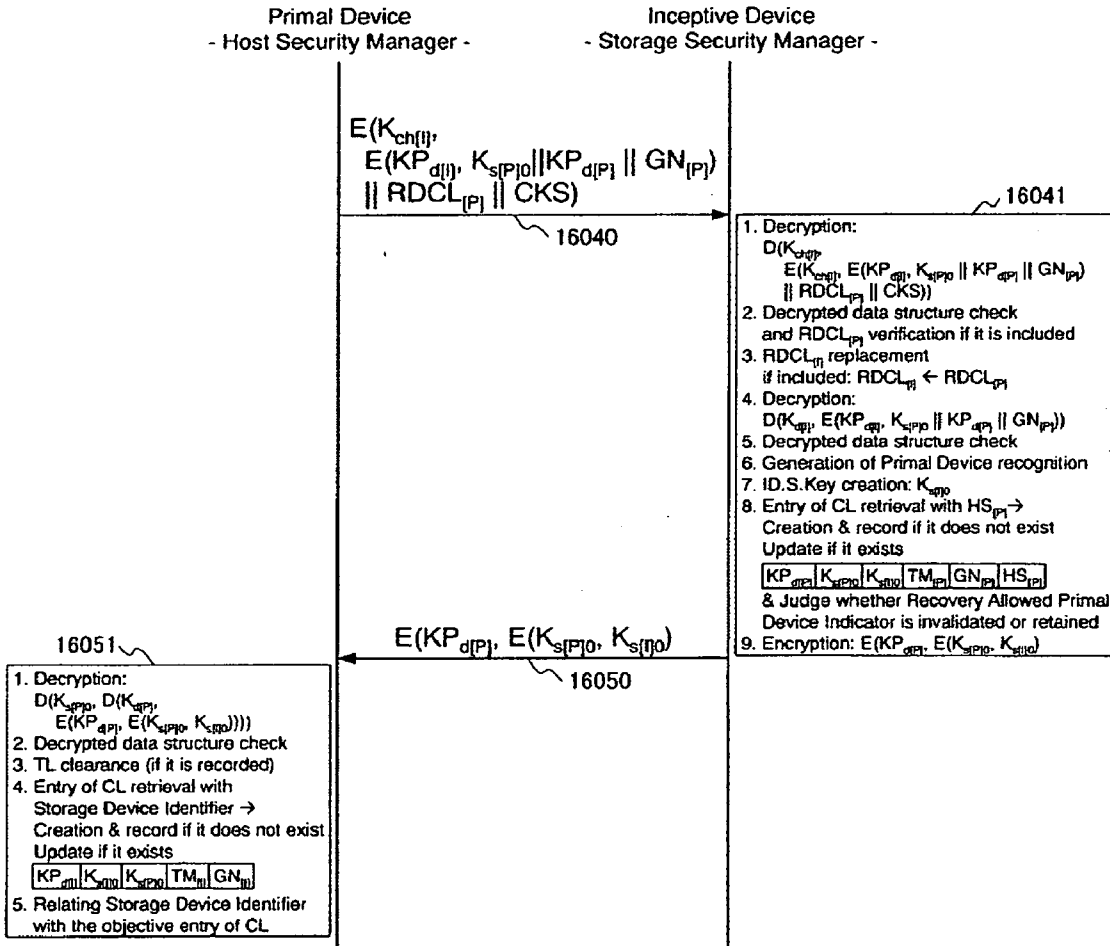 Primal Device
- Host Security Manager -
Inceptive Device
- Storage Security Manager -
E(K_ch[I],
E(KP_d[I], K_s[P]0||KP_d[P] || GN_[P])
|| RDCL_[P] || CKS)
16040
16041
1. Decryption:
D(K_ch[I],
E(K_ch[I], E(KP_d[I], K_s[P]0 || KP_d[P] || GN_[P])
|| RDCL_[P] || CKS))
2. Decrypted data structure check
and RDCL_[P] verification if it is included
3. RDCL_[I] replacement
if included: RDCL_[I] ← RDCL_[P]
4. Decryption:
D(K_d[I], E(KP_d[I], K_s[P]0 || KP_d[P] || GN_[P]))
5. Decrypted data structure check
6. Generation of Primal Device recognition
7. ID.S.Key creation: K_s[I]0
8. Entry of CL retrieval with HS_[P]→
Creation & record if it does not exist
Update if it exists
KP_d[P] K_s[P]0 K_s[I]0 TM_[P] GN_[P] HS_[P]
& Judge whether Recovery Allowed Primal
Device Indicator is invalidated or retained
9. Encryption: E(KP_d[P], E(K_s[P]0, K_s[I]0)
E(KP_d[P], E(K_s[P]0, K_s[I]0)
16050
16051
1. Decryption:
D(K_s[P]0, D(K_d[P],
E(KP_d[P], E(K_s[P]0, K_s[I]0))))
2. Decrypted data structure check
3. TL clearance (if it is recorded)
4. Entry of CL retrieval with
Storage Device Identifier →
Creation & record if it does not exist
Update if it exists
KP_d[I] K_s[I]0 K_s[P]0 TM_[I] GN_[I]
5. Relating Storage Device Identifier
with the objective entry of CL